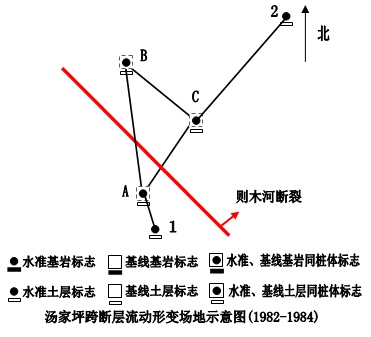 2
北
B
C
A
1
则木河断裂
水准基岩标志 基线基岩标志 水准、基线基岩同桩体标志
水准土层标志 基线土层标志 水准、基线土层同桩体标志
汤家坪跨断层流动形变场地示意图(1982-1984)